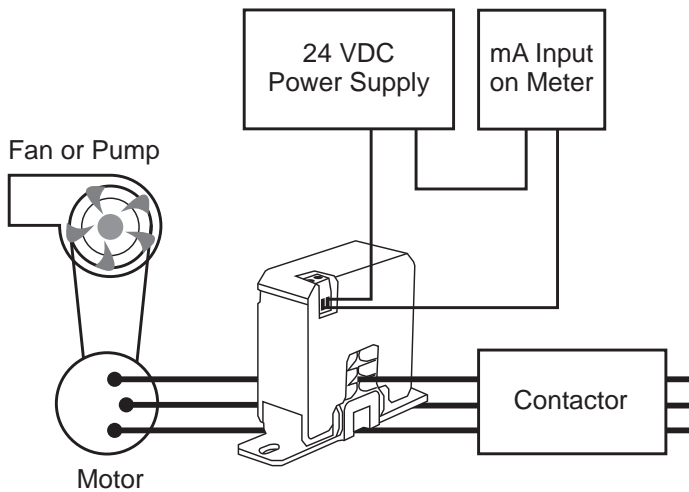 24 VDC
Power Supply
mA Input
on Meter
Fan or Pump
Contactor
Motor